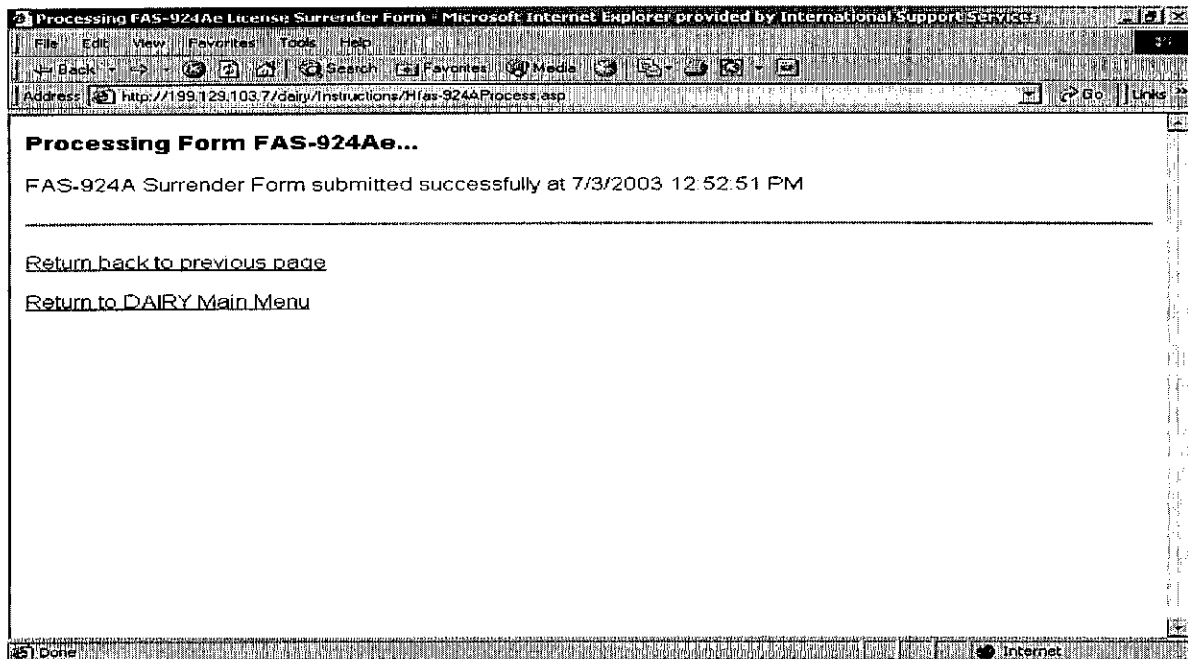 Processing FAS-924Ae License Surrender Form - Microsoft Internet Explorer provided by International Support Services
File Edit View Favorites Tools Help
Back Search Favorites Media
Address http://199.129.103.7/dairy/Instructions/Hfas-924AProcess.asp Go Links »
Processing Form FAS-924Ae...
FAS-924A Surrender Form submitted successfully at 7/3/2003 12:52:51 PM
Return back to previous page
Return to DAIRY Main Menu
Done Internet